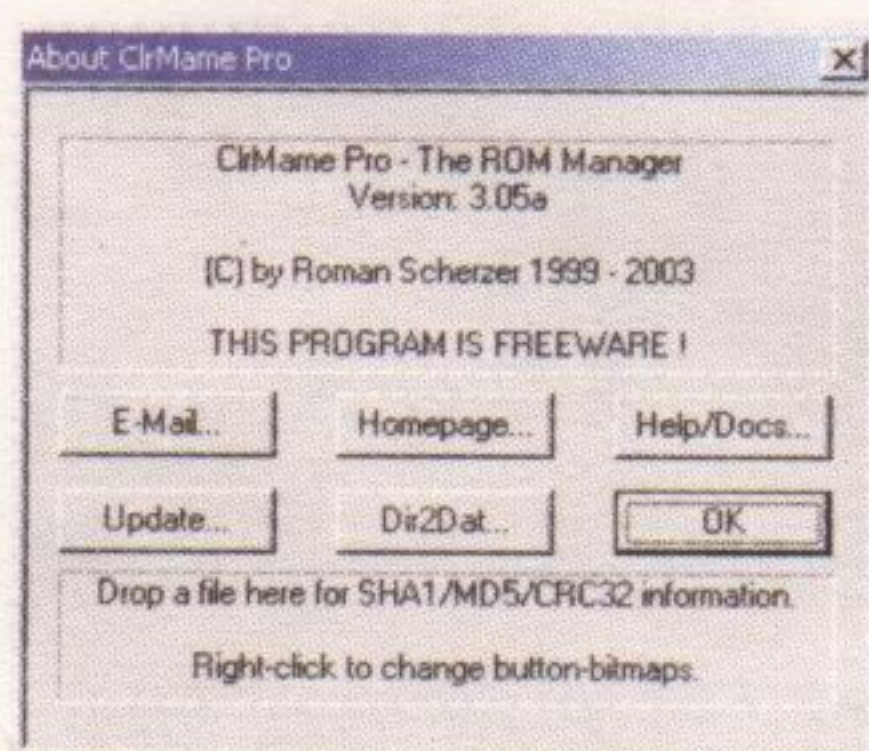 About ClrMame Pro
ClrMame Pro - The ROM Manager
Version: 3.05a
(C) by Roman Scherzer 1999 - 2003
THIS PROGRAM IS FREEWARE !
E-Mail... Homepage... Help/Docs...
Update... Dir2Dat... OK
Drop a file here for SHA1/MD5/CRC32 information.
Right-click to change button-bitmaps.